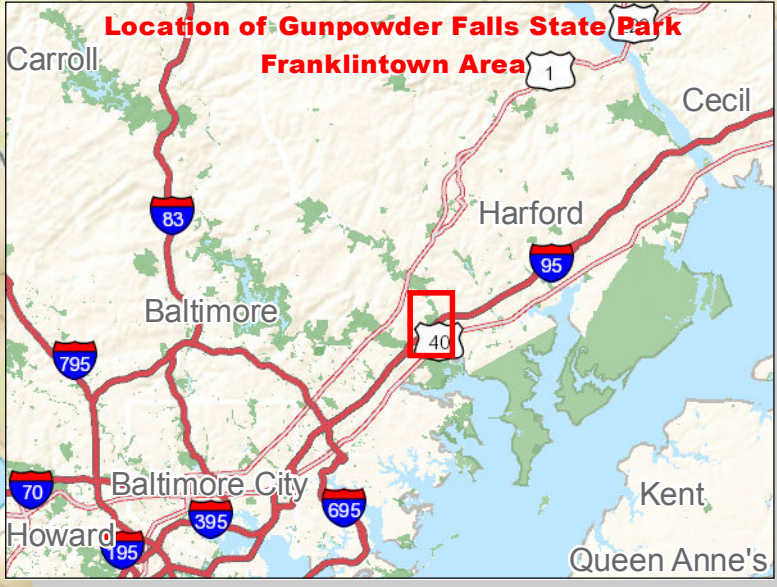 Location of Gunpowder Falls State Park
Franklintown Area
Carroll
1
Cecil
83
Harford
95
Baltimore
40
795
70
Baltimore City
395
695
Kent
Howard
195
Queen Anne's